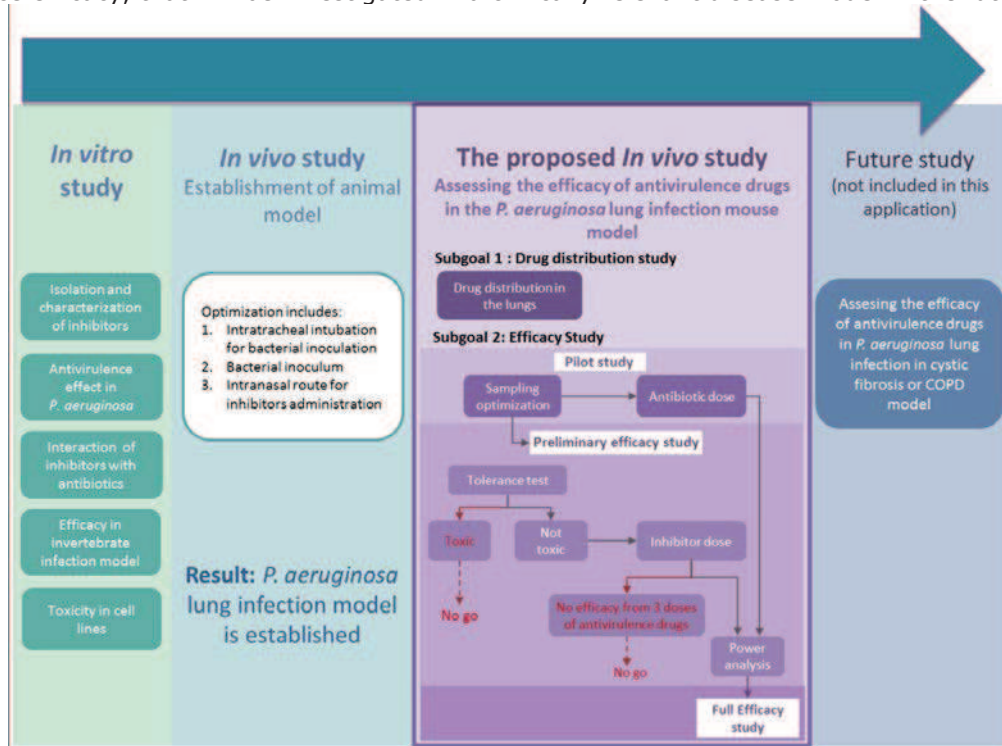 In vitro
study
Isolation and
characterization
of inhibitors
Antivirulence
effect in
P. aeruginosa
Interaction of
inhibitors with
antibiotics
Efficacy in
invertebrate
infection model
Toxicity in cell
lines
In vivo study
Establishment of animal
model
Optimization includes:
1. Intratracheal intubation
for bacterial inoculation
2. Bacterial inoculum
3. Intranasal route for
inhibitors administration
Result: P. aeruginosa
lung infection model
is established
The proposed In vivo study
Assessing the efficacy of antivirulence drugs
in the P. aeruginosa lung infection mouse
model
Subgoal 1 : Drug distribution study
Drug distribution in
the lungs
Subgoal 2: Efficacy Study
Pilot study
Sampling
optimization
Antibiotic dose
Preliminary efficacy study
Tolerance test
Toxic
Not
toxic
Inhibitor dose
No go
No efficacy from 3 doses
of antivirulence drugs
No go
Power
analysis
Full Efficacy
study
Future study
(not included in this
application)
Assesing the efficacy
of antivirulence drugs
in P. aeruginosa lung
infection in cystic
fibrosis or COPD
model